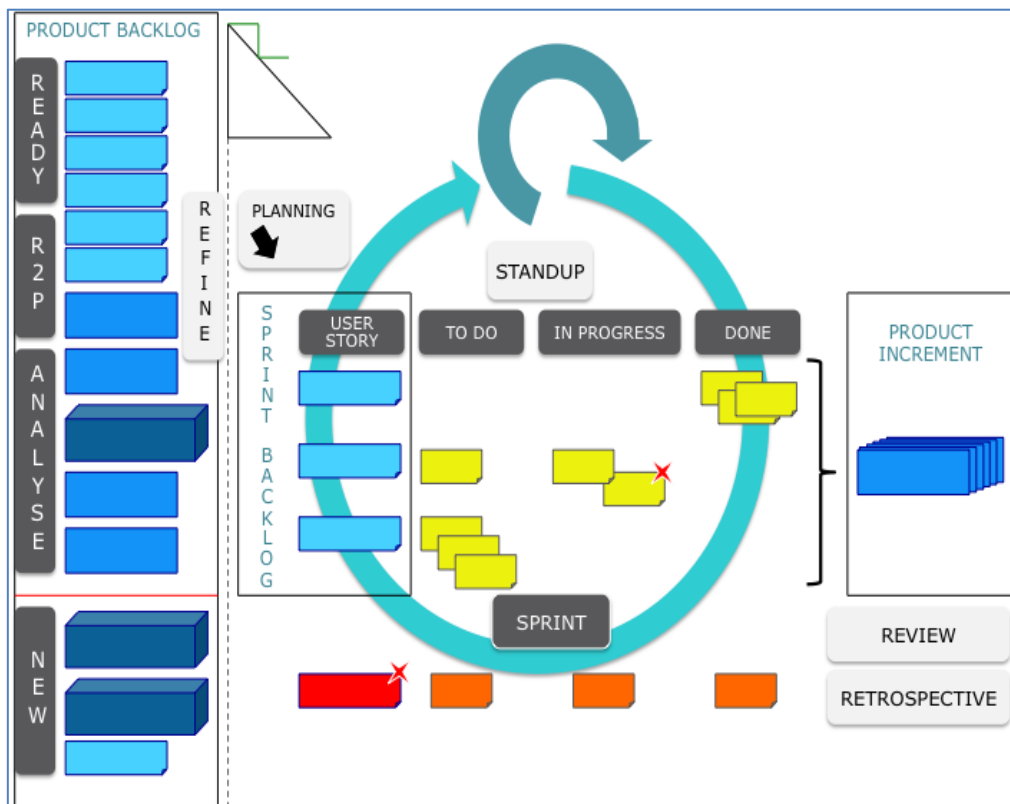 PRODUCT BACKLOG
READY
R2P
ANALYSE
NEW
REFINE
PLANNING
STANDUP
SPRINT BACKLOG
USER
STORY
TO DO
IN PROGRESS
DONE
SPRINT
PRODUCT
INCREMENT
REVIEW
RETROSPECTIVE